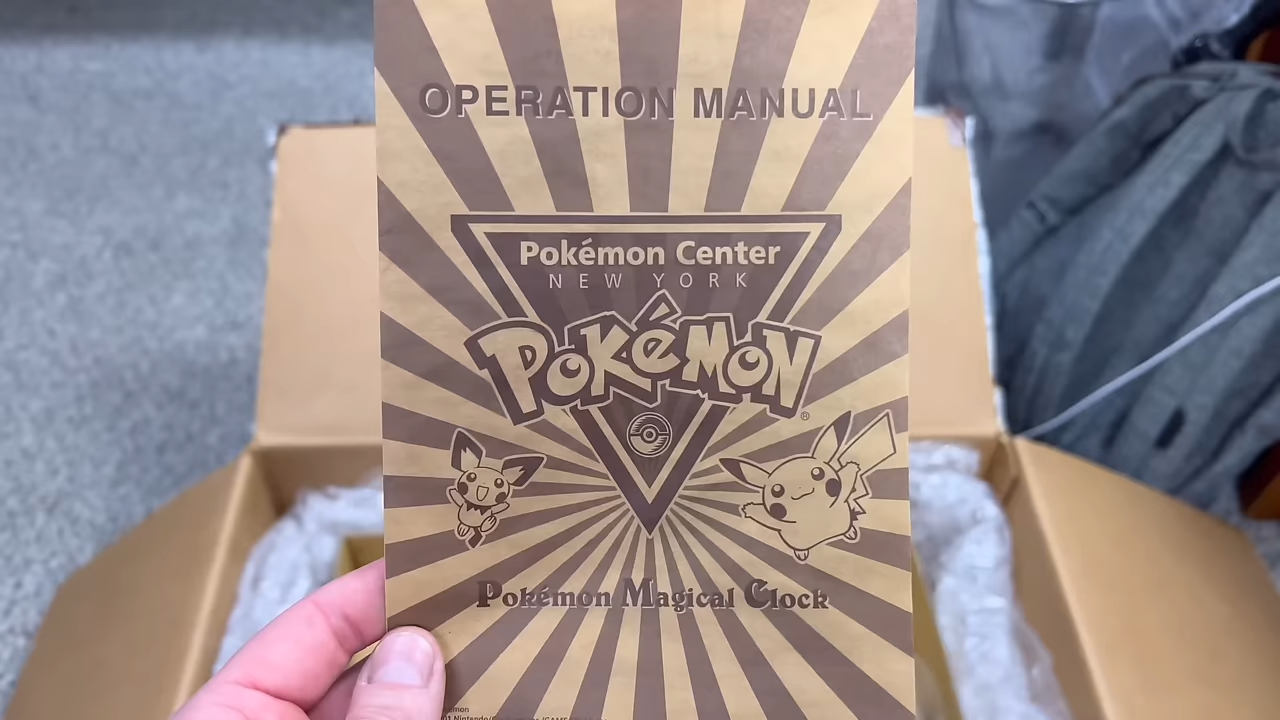 OPERATION MANUAL
Pokémon Center
NEW YORK
POKéMON
®
Pokémon Magical Clock